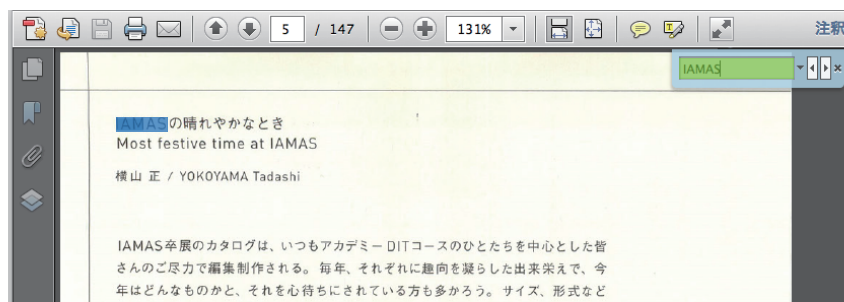 5 / 147
131%
注釈
IAMAS
IAMASの晴れやかなとき
Most festive time at IAMAS
横山 正 / YOKOYAMA Tadashi
IAMAS卒展のカタログは、いつもアカデミーDITコースのひとたちを中心とした皆
さんのご尽力で編集制作される。毎年、それぞれに趣向を凝らした出来栄えで、今
年はどんなものかと、それを心待ちにされている方も多かろう。サイズ、形式など